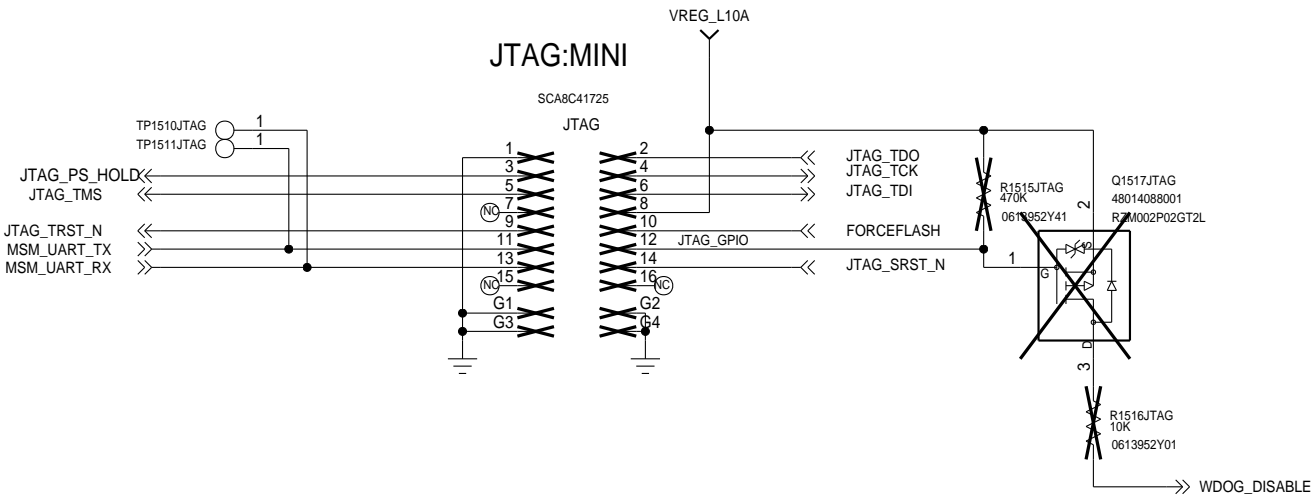 VREG_L10A
JTAG:MINI
SCA8C41725
JTAG
TP1510JTAG 1
TP1511JTAG 1
1 2 JTAG_TDO
JTAG_PS_HOLD 3 4 JTAG_TCK
JTAG_TMS 5 6 JTAG_TDI
NC 7 8
JTAG_TRST_N 9 10 FORCEFLASH
MSM_UART_TX 11 12 JTAG_GPIO
MSM_UART_RX 13 14 JTAG_SRST_N
NC 15 16 NC
G1 G2
G3 G4
R1515JTAG
470K
0613952Y41
Q1517JTAG
48014088001
RZM002P02GT2L
2
S
1
G
D
3
R1516JTAG
10K
0613952Y01
WDOG_DISABLE